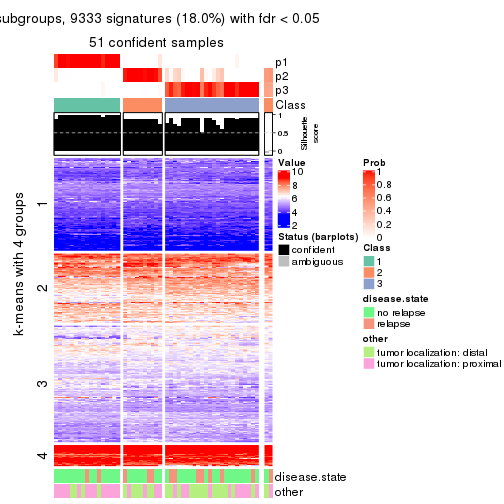 subgroups, 9333 signatures (18.0%) with fdr < 0.05
51 confident samples
p1
p2
p3
Class
1
0.5
0
Silhouette
score
k-means with 4 groups
1
2
3
4
disease.state
other
Value
10
8
6
4
2
Status (barplots)
confident
ambiguous
Prob
1
0.8
0.6
0.4
0.2
0
Class
1
2
3
disease.state
no relapse
relapse
other
tumor localization: distal
tumor localization: proximal